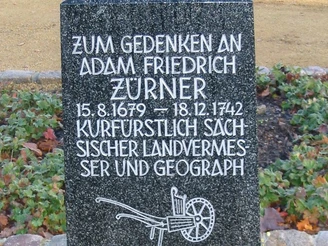 ZUM GEDENKEN AN
ADAM FRIEDRICH
ZÜRNER
15.8.1679 – 18.12.1742
KURFÜRSTLICH SÄCH-
SISCHER LANDVERMES-
SER UND GEOGRAPH